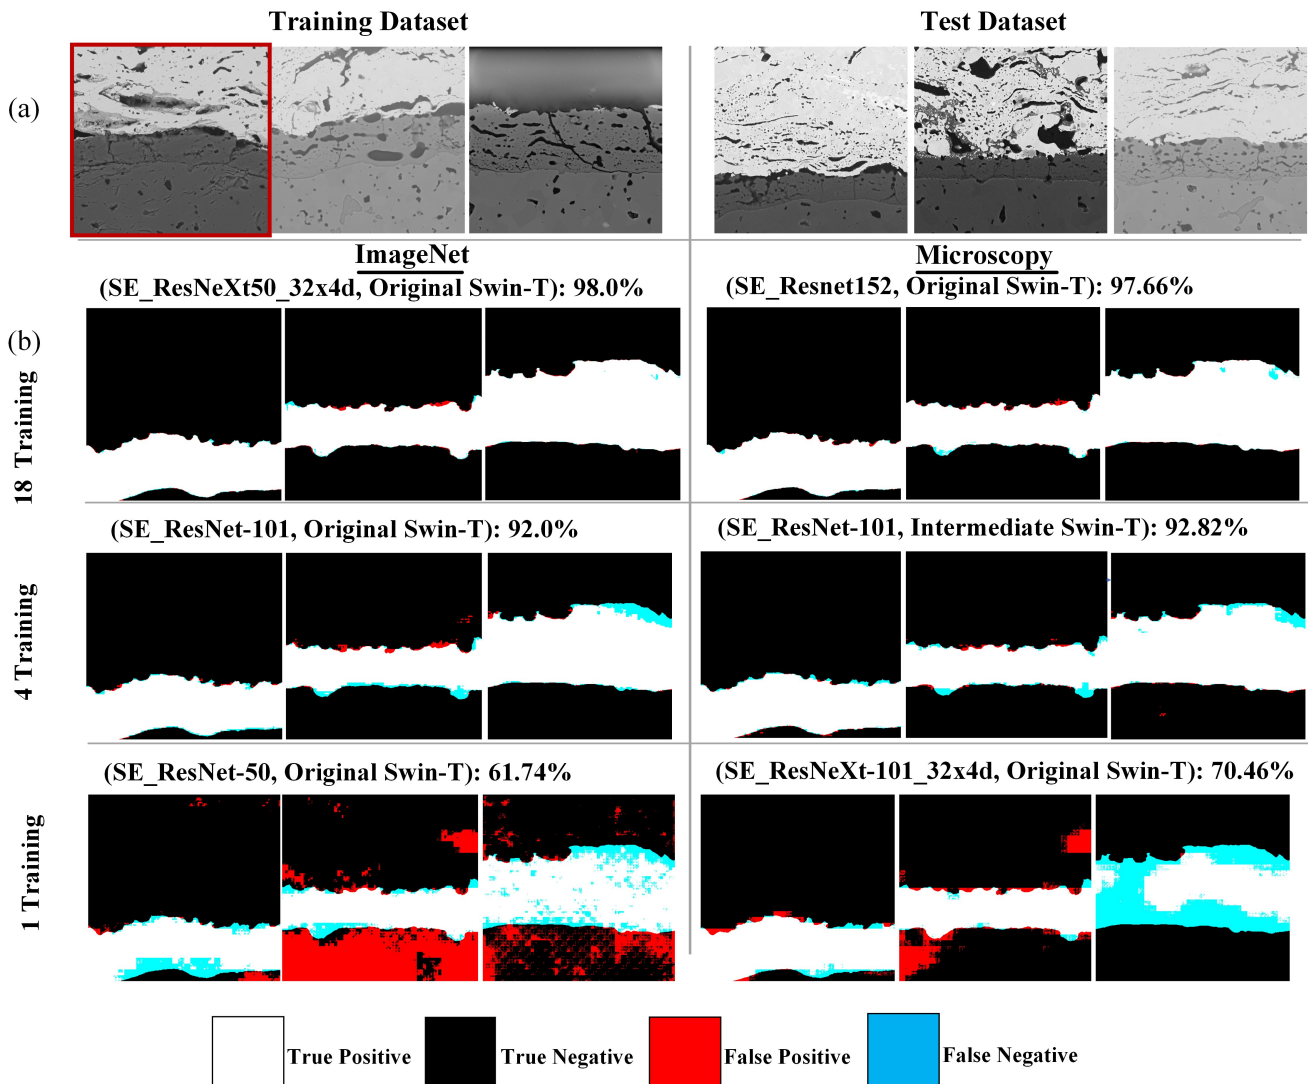 Training Dataset
Test Dataset
(a)
ImageNet
Microscopy
(SE_ResNeXt50_32x4d, Original Swin-T): 98.0%
(SE_Resnet152, Original Swin-T): 97.66%
(b)
18 Training
(SE_ResNet-101, Original Swin-T): 92.0%
(SE_ResNet-101, Intermediate Swin-T): 92.82%
4 Training
(SE_ResNet-50, Original Swin-T): 61.74%
(SE_ResNeXt-101_32x4d, Original Swin-T): 70.46%
1 Training
True Positive
True Negative
False Positive
False Negative